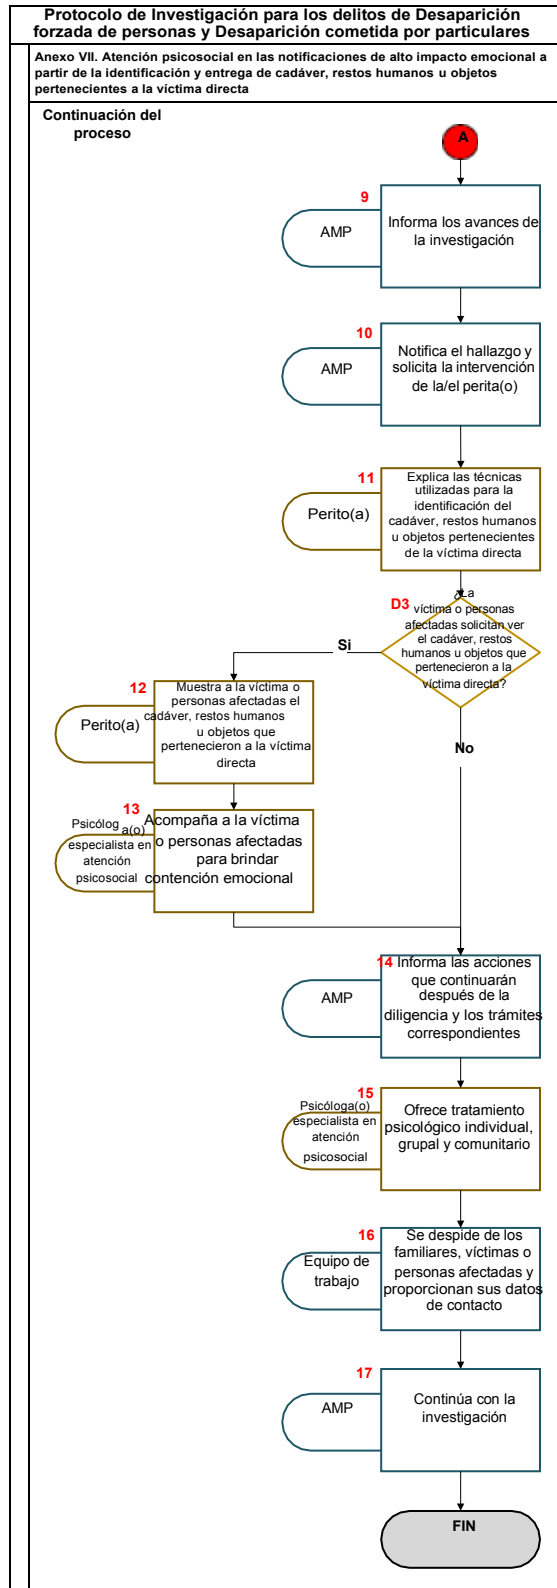 Protocolo de Investigación para los delitos de Desaparición
forzada de personas y Desaparición cometida por particulares
Anexo VII. Atención psicosocial en las notificaciones de alto impacto emocional a
partir de la identificación y entrega de cadáver, restos humanos u objetos
pertenecientes a la víctima directa
Continuación del
proceso
A
9
AMP
Informa los avances de
la investigación
10
AMP
Notifica el hallazgo y
solicita la intervención
de la/el perita(o)
11
Perito(a)
Explica las técnicas
utilizadas para la
identificación del
cadáver, restos humanos
u objetos pertenecientes
de la víctima directa
D3
¿La
víctima o personas
afectadas solicitan ver
el cadáver, restos
humanos u objetos que
pertenecieron a la
víctima directa?
Si
No
12
Perito(a)
Muestra a la víctima o
personas afectadas el
cadáver, restos humanos
u objetos que
pertenecieron a la víctima
directa
13
Psicólog
a(o)
especialista en
atención
psicosocial
Acompaña a la víctima
o personas afectadas
para brindar
contención emocional
14
AMP
Informa las acciones
que continuarán
después de la
diligencia y los trámites
correspondientes
15
Psicóloga(o)
especialista en
atención
psicosocial
Ofrece tratamiento
psicológico individual,
grupal y comunitario
16
Equipo de
trabajo
Se despide de los
familiares, víctimas o
personas afectadas y
proporcionan sus datos
de contacto
17
AMP
Continúa con la
investigación
FIN